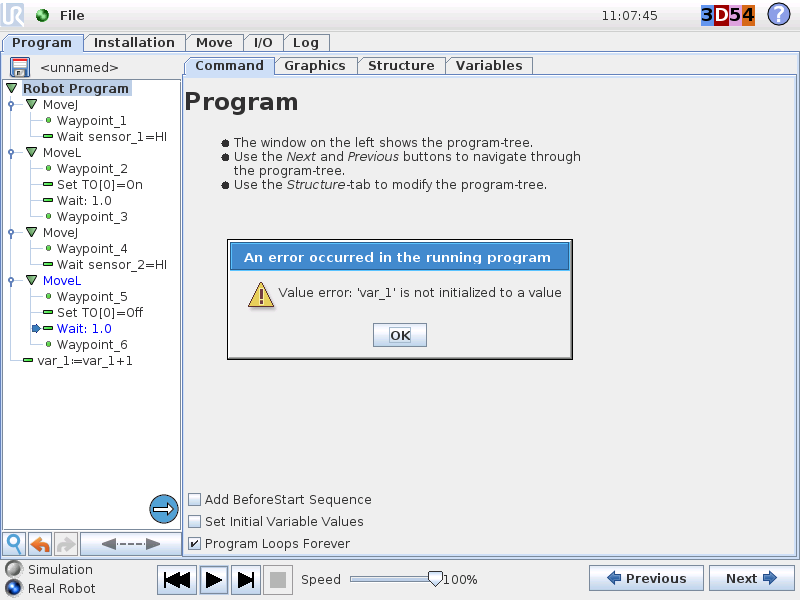 UR File 11:07:45 3D54 ?
Program Installation Move I/O Log
<unnamed> Command Graphics Structure Variables
Robot Program
MoveJ
Waypoint_1
Wait sensor_1=HI
MoveL
Waypoint_2
Set TO[0]=On
Wait: 1.0
Waypoint_3
MoveJ
Waypoint_4
Wait sensor_2=HI
MoveL
Waypoint_5
Set TO[0]=Off
Wait: 1.0
Waypoint_6
var_1:=var_1+1
Program
The window on the left shows the program-tree.
Use the Next and Previous buttons to navigate through
the program-tree.
Use the Structure-tab to modify the program-tree.
An error occurred in the running program
Value error: 'var_1' is not initialized to a value
OK
Add BeforeStart Sequence
Set Initial Variable Values
Program Loops Forever
Simulation
Real Robot
Speed 100%
Previous Next